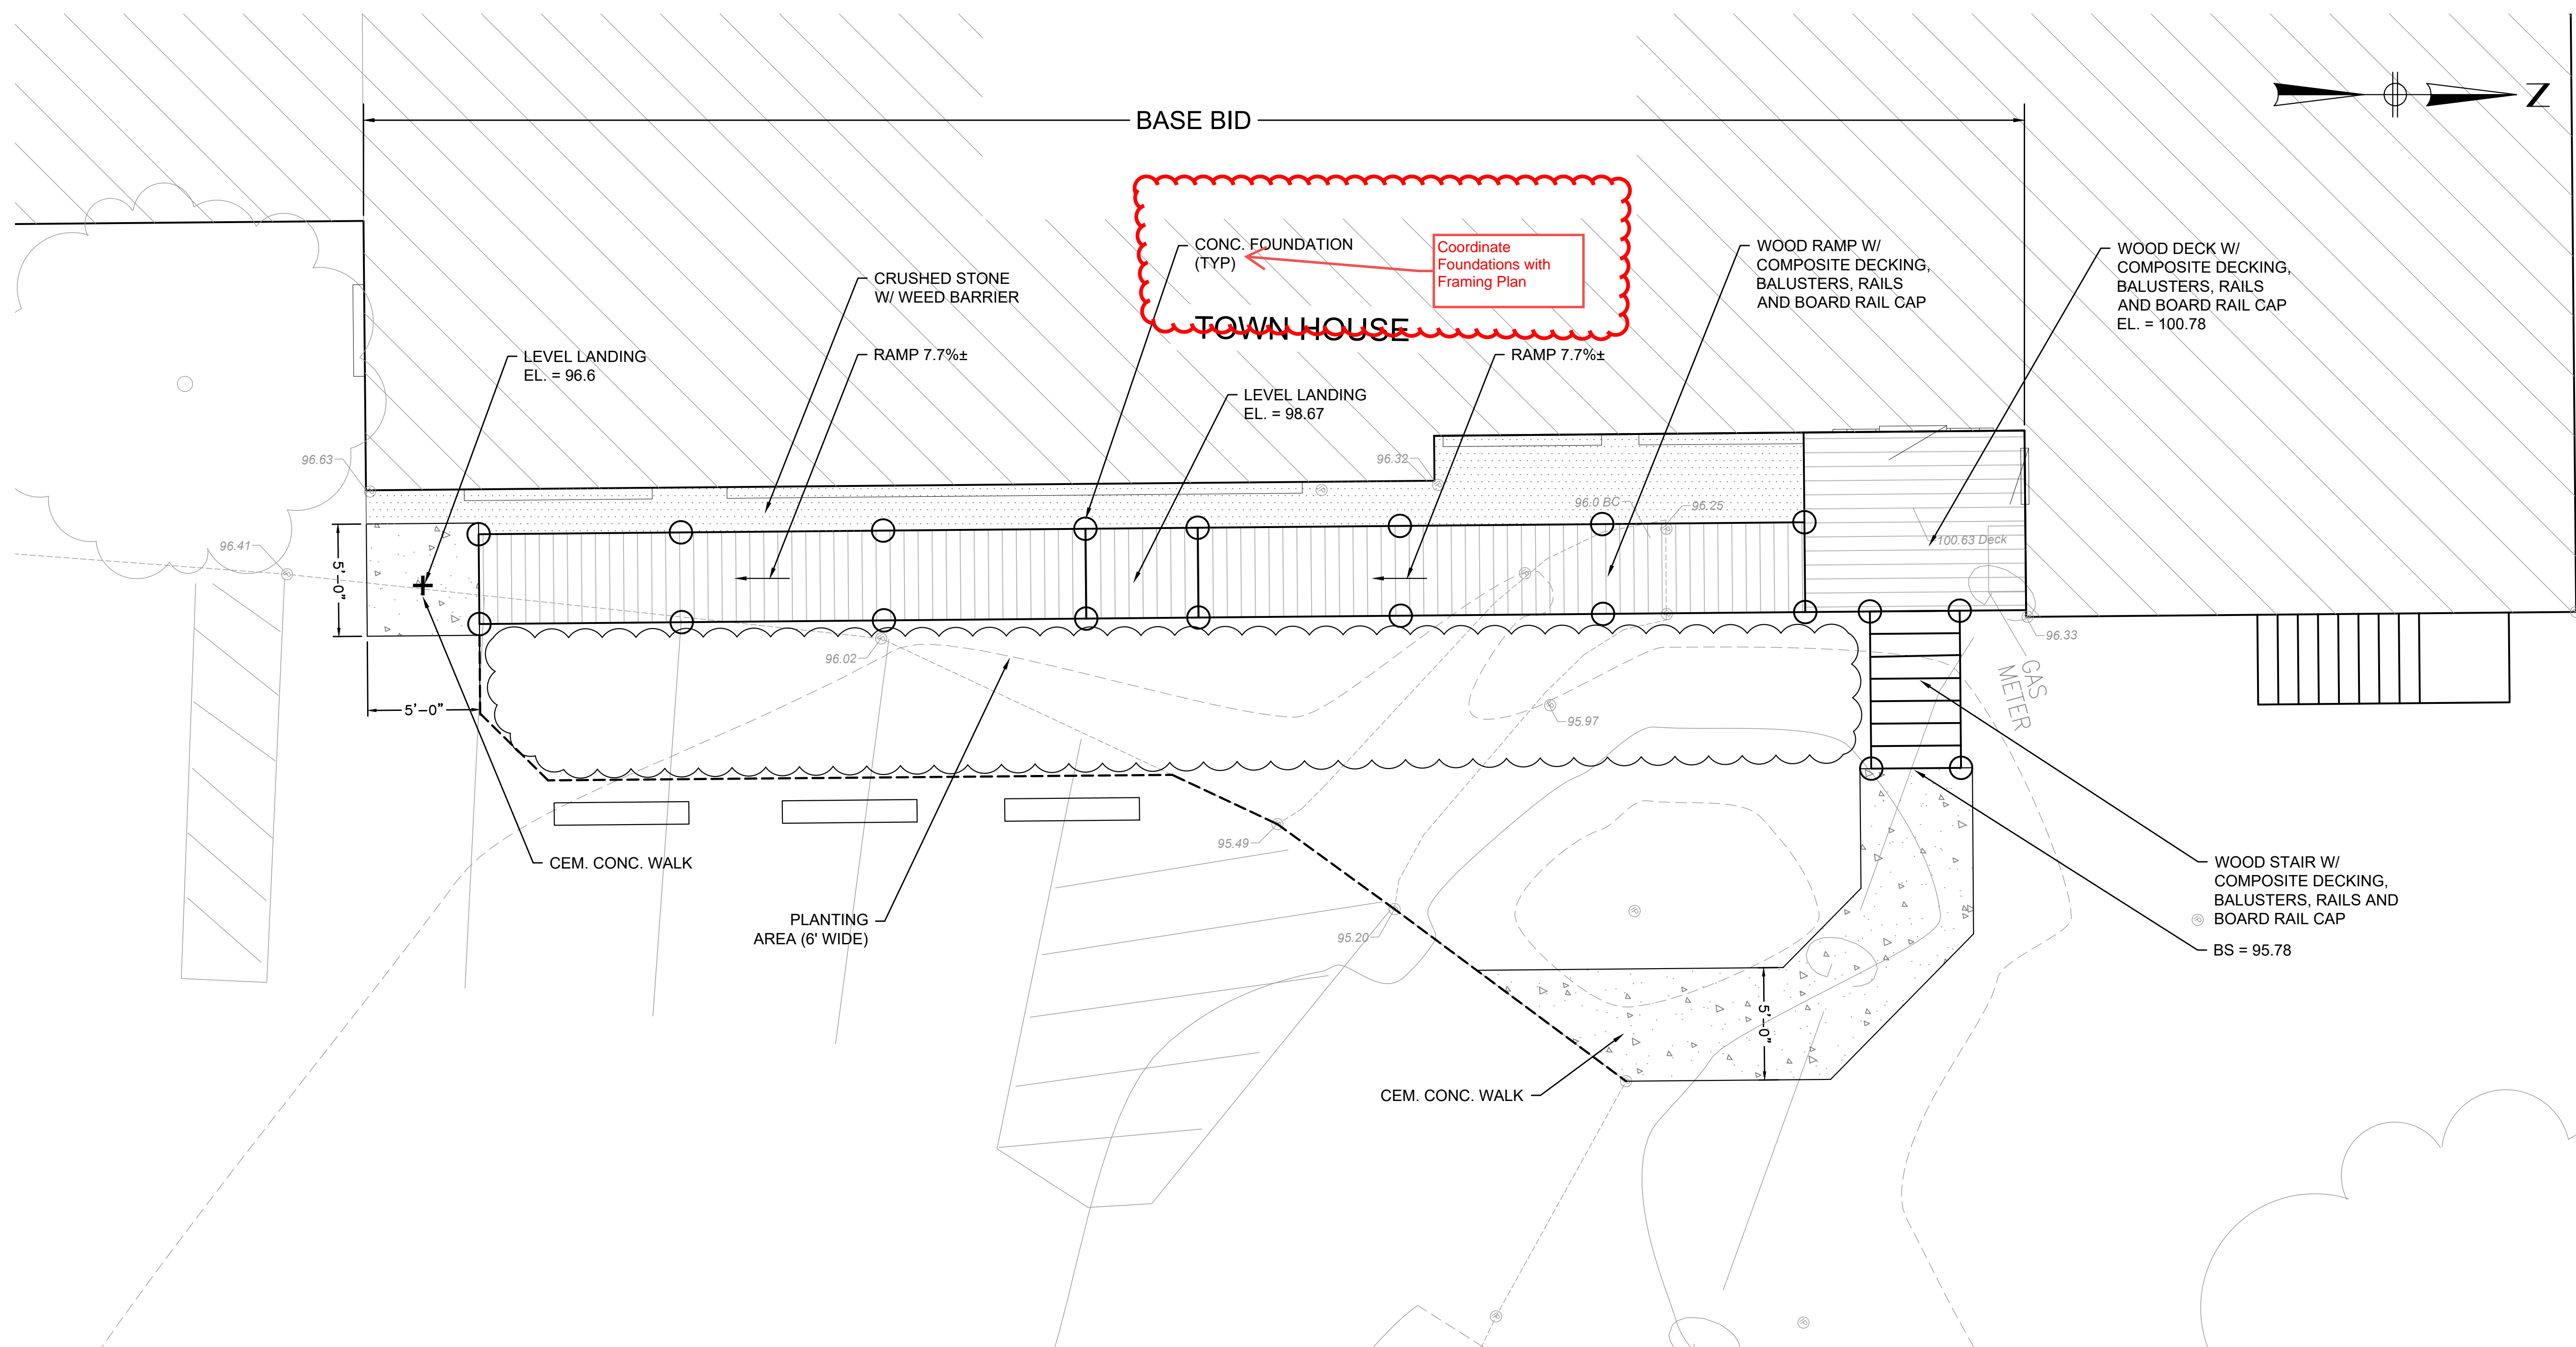 BASE BID
Z
CONC. FOUNDATION
(TYP)
Coordinate
Foundations with
Framing Plan
TOWN HOUSE
WOOD RAMP W/
COMPOSITE DECKING,
BALUSTERS, RAILS
AND BOARD RAIL CAP
WOOD DECK W/
COMPOSITE DECKING,
BALUSTERS, RAILS
AND BOARD RAIL CAP
EL. = 100.78
CRUSHED STONE
W/ WEED BARRIER
LEVEL LANDING
EL. = 96.6
RAMP 7.7%±
RAMP 7.7%±
LEVEL LANDING
EL. = 98.67
96.63
96.32
96.0 BC
96.25
96.41
100.63 Deck
5'-0"
96.02
96.33
GAS
METER
5'-0"
95.97
95.49
CEM. CONC. WALK
PLANTING
AREA (6' WIDE)
95.20
WOOD STAIR W/
COMPOSITE DECKING,
BALUSTERS, RAILS AND
BOARD RAIL CAP
BS = 95.78
5'-0"
CEM. CONC. WALK